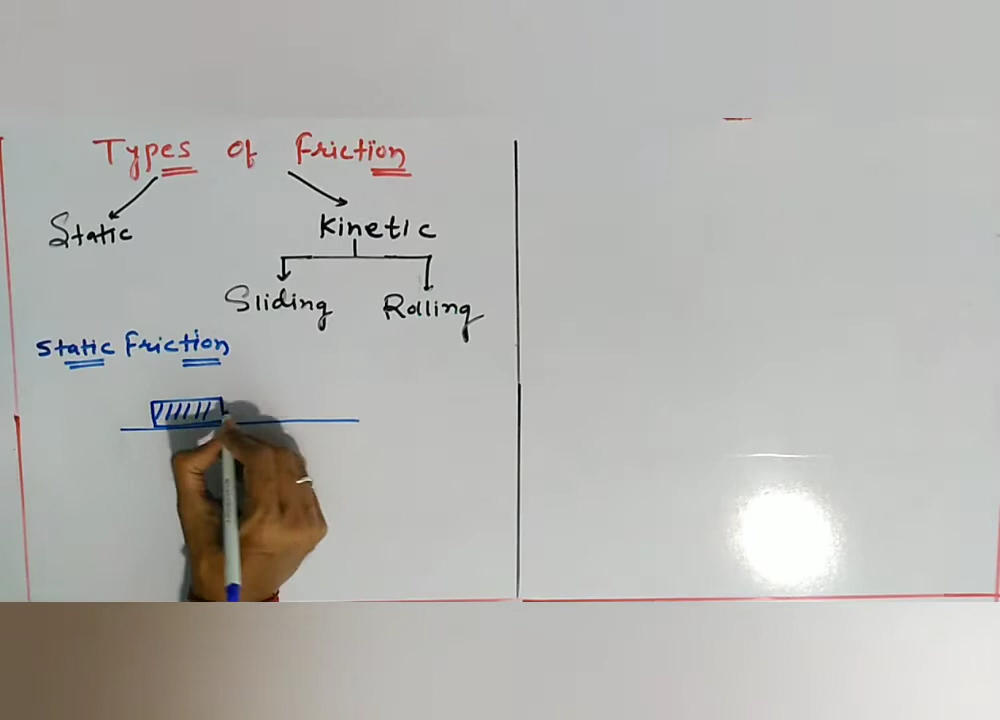 Types of Friction
Static
Kinetic
Sliding Rolling
Static Friction